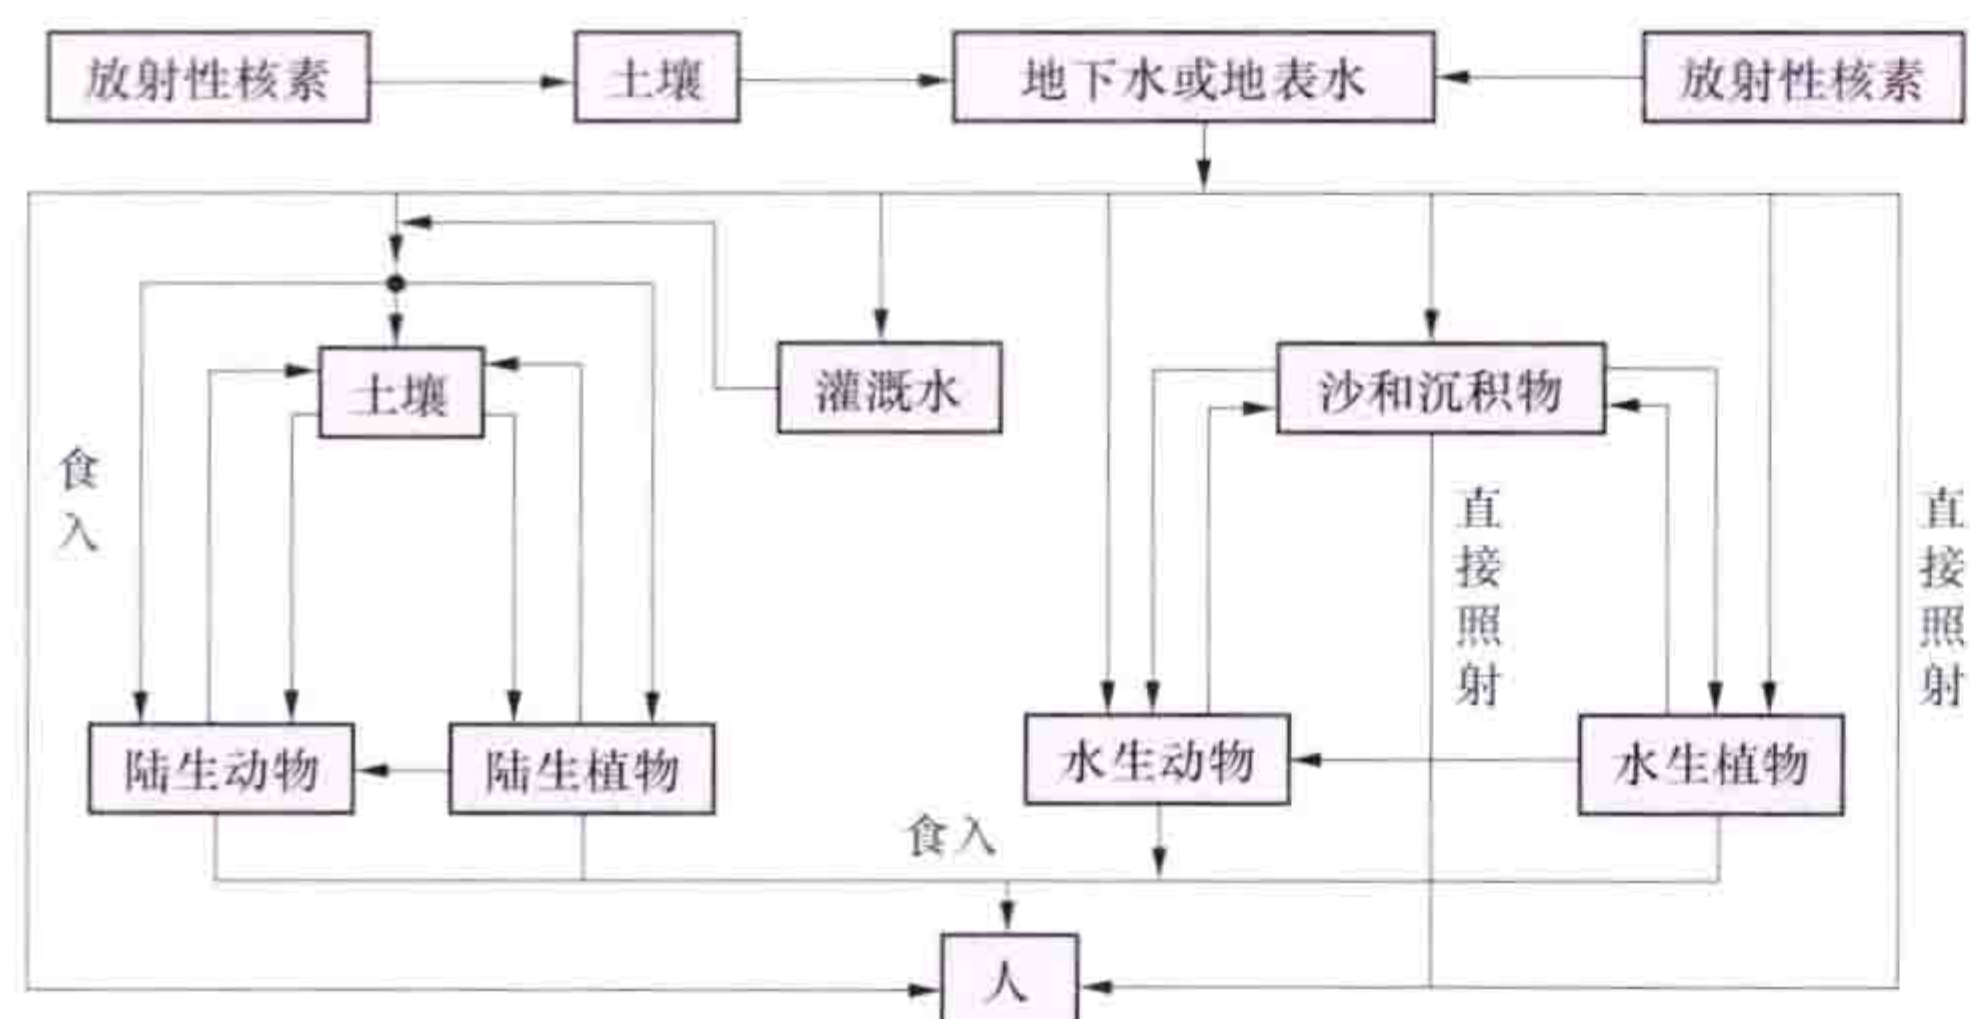 放射性核素
土壤
地下水或地表水
放射性核素
土壤
灌溉水
沙和沉积物
食入
直接照射
直接照射
陆生动物
陆生植物
水生动物
水生植物
食入
人